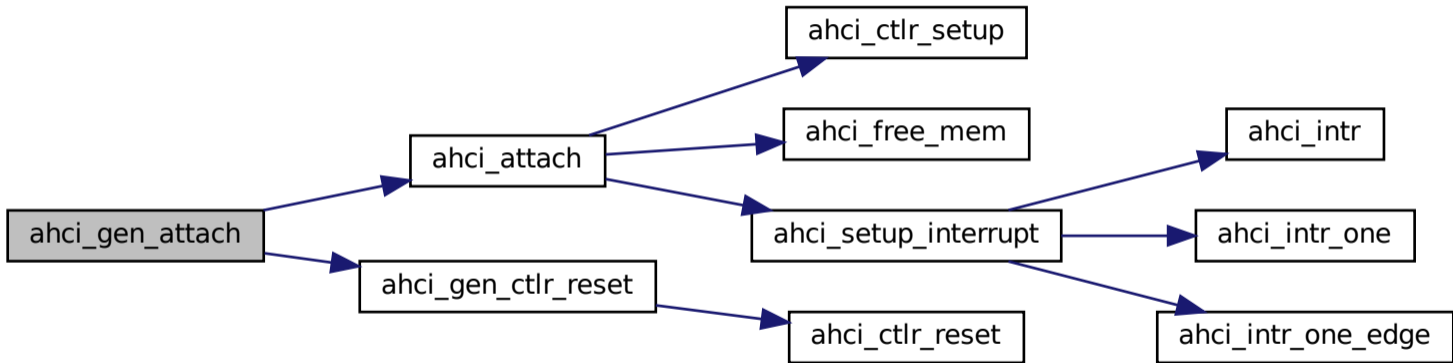 ahci_ctlr_setup
ahci_free_mem
ahci_intr
ahci_attach
ahci_gen_attach
ahci_setup_interrupt
ahci_intr_one
ahci_gen_ctlr_reset
ahci_ctlr_reset
ahci_intr_one_edge